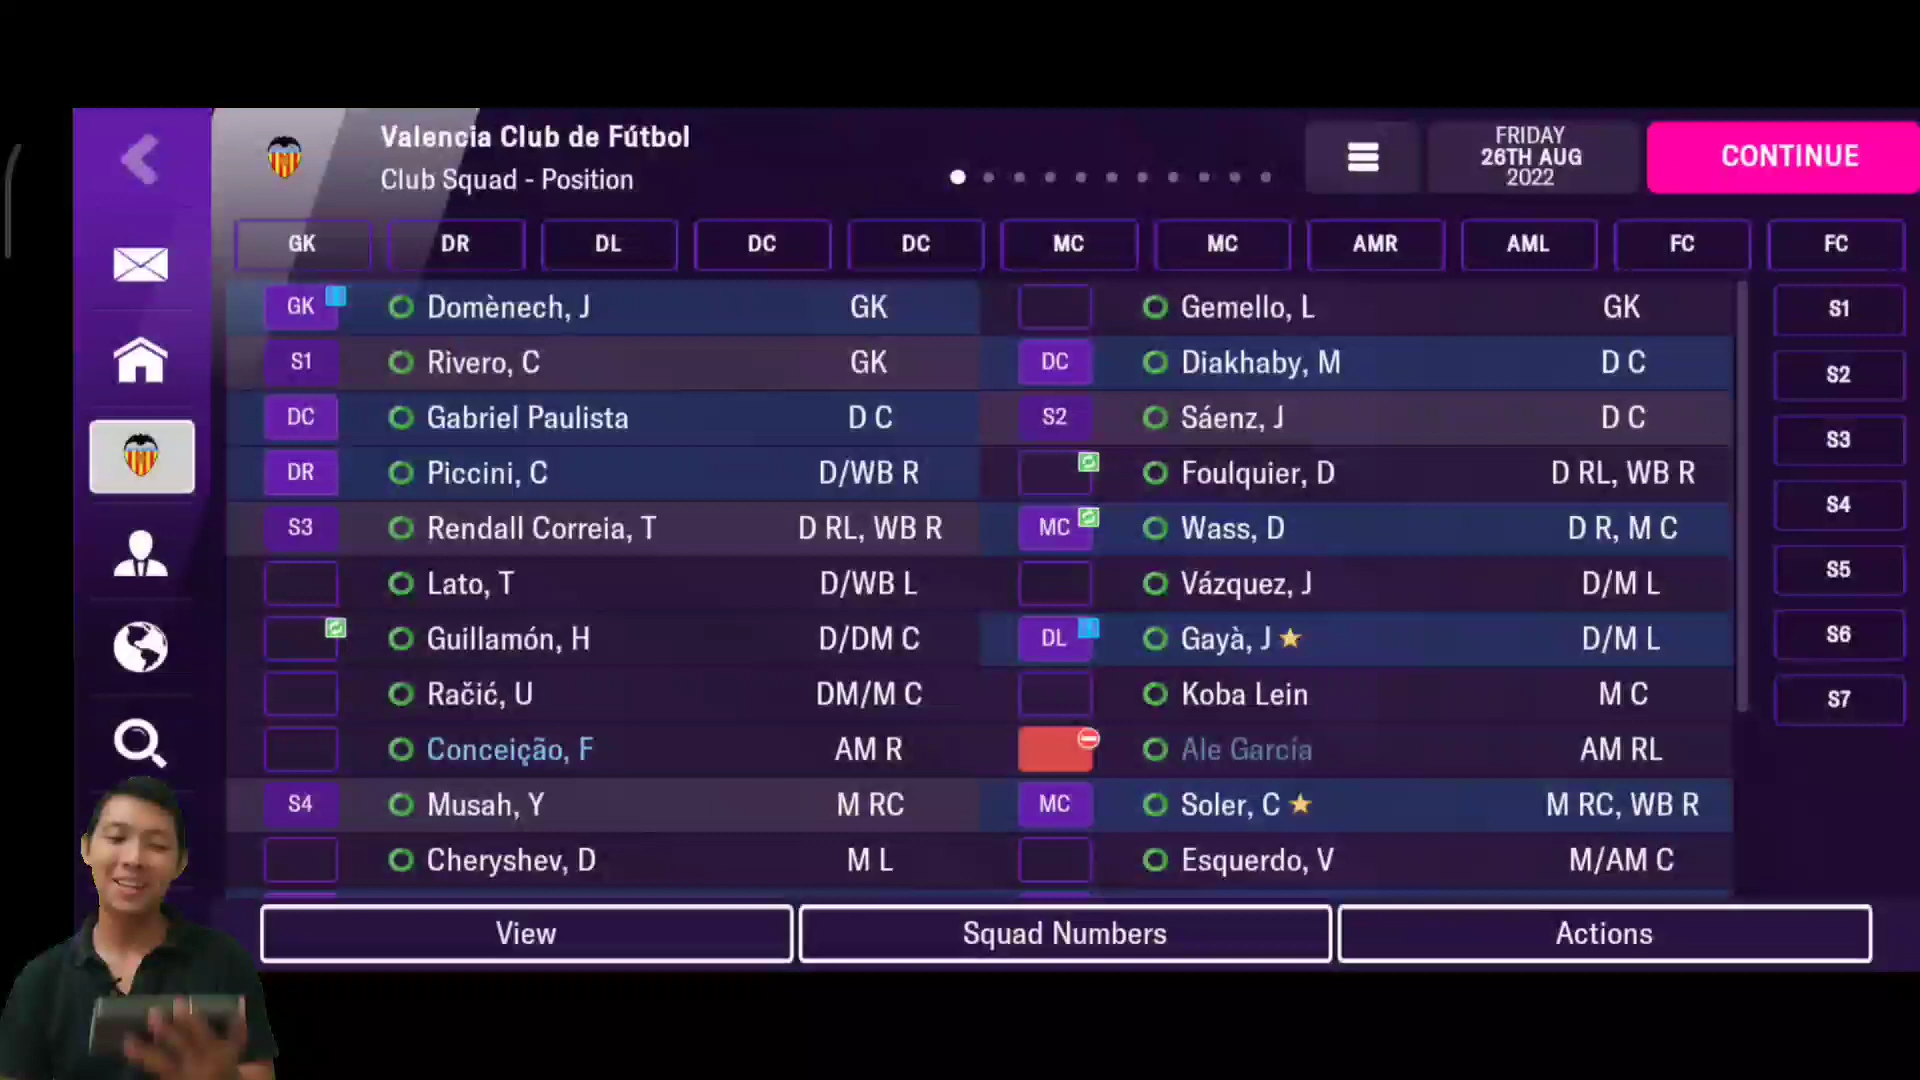 Valencia Club de Fútbol
Club Squad - Position
FRIDAY
26TH AUG
2022
CONTINUE
GK DR DL DC DC MC MC AMR AML FC FC
GK Domènech, J GK Gemello, L GK S1
S1 Rivero, C GK DC Diakhaby, M D C S2
DC Gabriel Paulista D C S2 Sáenz, J D C
DR Piccini, C D/WB R Foulquier, D D RL, WB R S3
S3 Rendall Correia, T D RL, WB R MC Wass, D D R, M C S4
Lato, T D/WB L Vázquez, J D/M L S5
Guillamón, H D/DM C DL Gayà, J D/M L S6
Račić, U DM/M C Koba Lein M C S7
Conceição, F AM R Ale García AM RL
S4 Musah, Y M RC MC Soler, C M RC, WB R
Cheryshev, D M L Esquerdo, V M/AM C
View Squad Numbers Actions